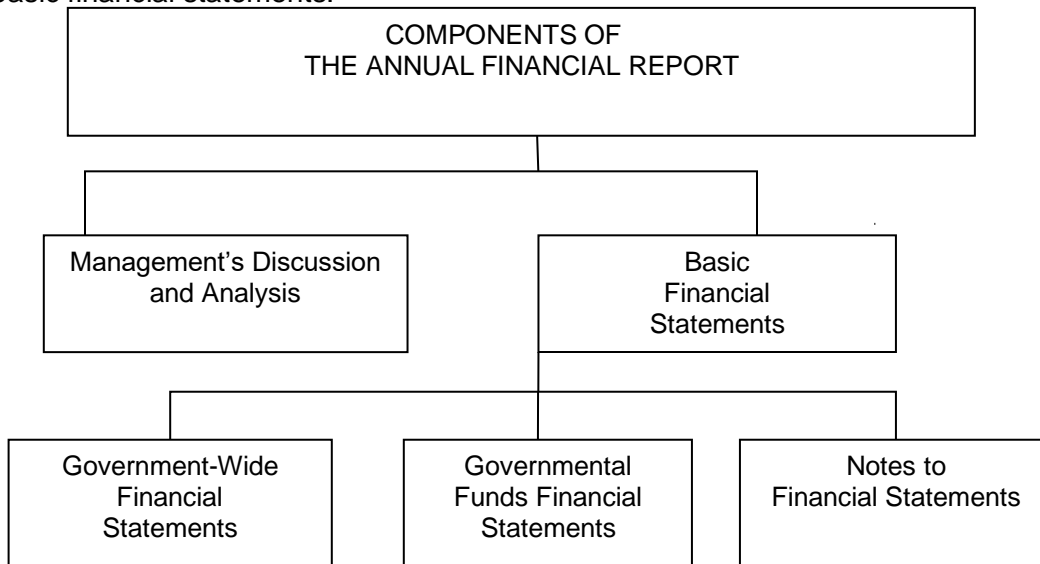 basic financial statements.
COMPONENTS OF
THE ANNUAL FINANCIAL REPORT
Management’s Discussion
and Analysis
Basic
Financial
Statements
Government-Wide
Financial
Statements
Governmental
Funds Financial
Statements
Notes to
Financial Statements